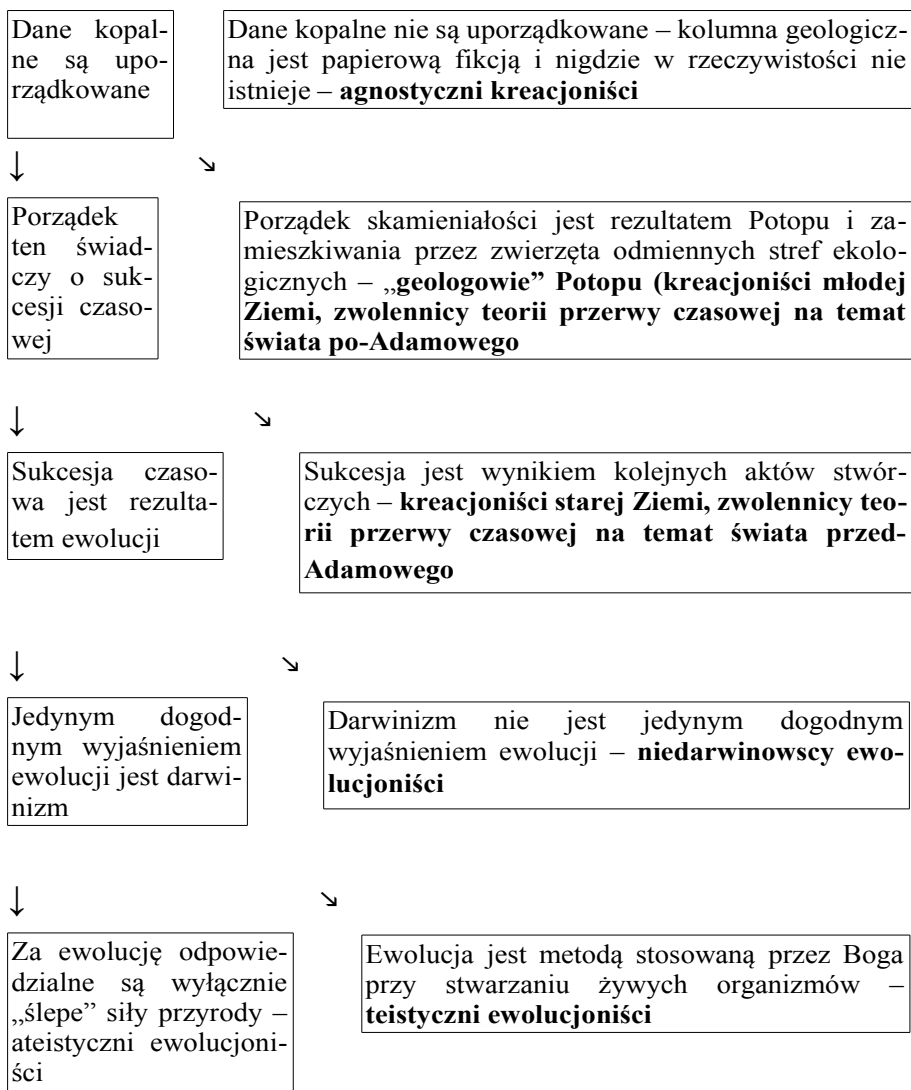 Dane kopal-
ne są upo-
rządkowane
Dane kopalne nie są uporządkowane – kolumna geologicz-
na jest papierową fikcją i nigdzie w rzeczywistości nie
istnieje – agnostyczni kreacjoniści
↓ ↘
Porządek
ten świad-
czy o suk-
cesji czaso-
wej
Porządek skamieniałości jest rezultatem Potopu i za-
mieszkiwania przez zwierzęta odmiennych stref ekolo-
gicznych – „geologowie” Potopu (kreacjoniści młodej
Ziemi, zwolennicy teorii przerwy czasowej na temat
świata po-Adamowego
↓ ↘
Sukcesja czaso-
wa jest rezulta-
tem ewolucji
Sukcesja jest wynikiem kolejnych aktów stwór-
czych – kreacjoniści starej Ziemi, zwolennicy teo-
rii przerwy czasowej na temat świata przed-
Adamowego
↓ ↘
Jedynym dogod-
nym wyjaśnieniem
ewolucji jest darwi-
nizm
Darwinizm nie jest jedynym dogodnym
wyjaśnieniem ewolucji – niedarwinowscy ewo-
lucjoniści
↓ ↘
Za ewolucję odpowie-
dzialne są wyłącznie
„ślepe” siły przyrody –
ateistyczni ewolucjoni-
ści
Ewolucja jest metodą stosowaną przez Boga
przy stwarzaniu żywych organizmów –
teistyczni ewolucjoniści